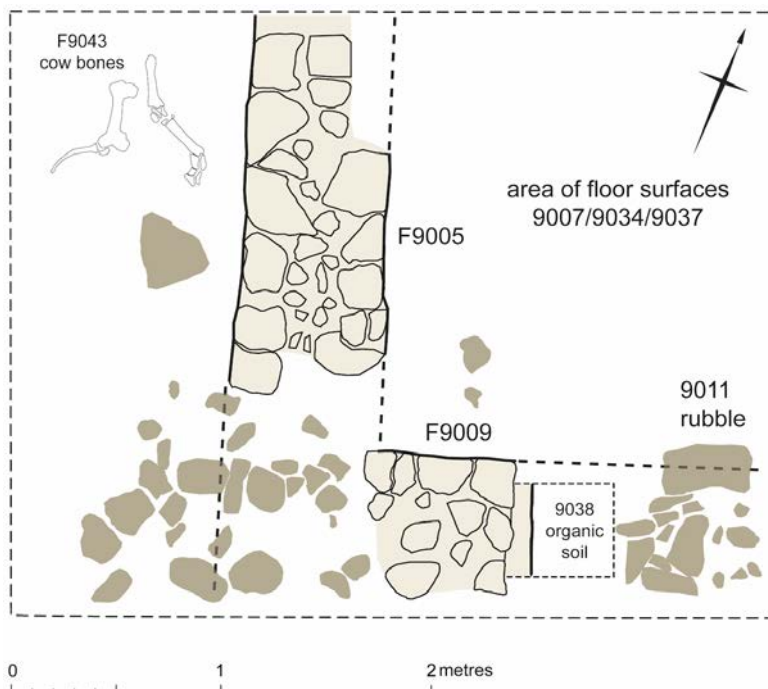 F9043
cow bones
area of floor surfaces
9007/9034/9037
F9005
9011
rubble
F9009
9038
organic
soil
0 1 2 metres